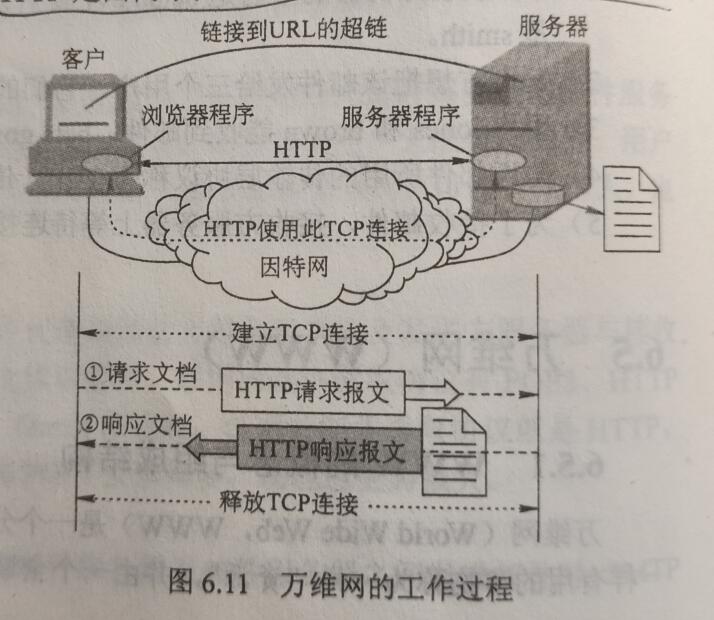 链接到URL的超链
服务器
客户
浏览器程序
服务器程序
HTTP
HTTP使用此TCP连接
因特网
建立TCP连接
①请求文档
HTTP请求报文
②响应文档
HTTP响应报文
释放TCP连接
图 6.11 万维网的工作过程